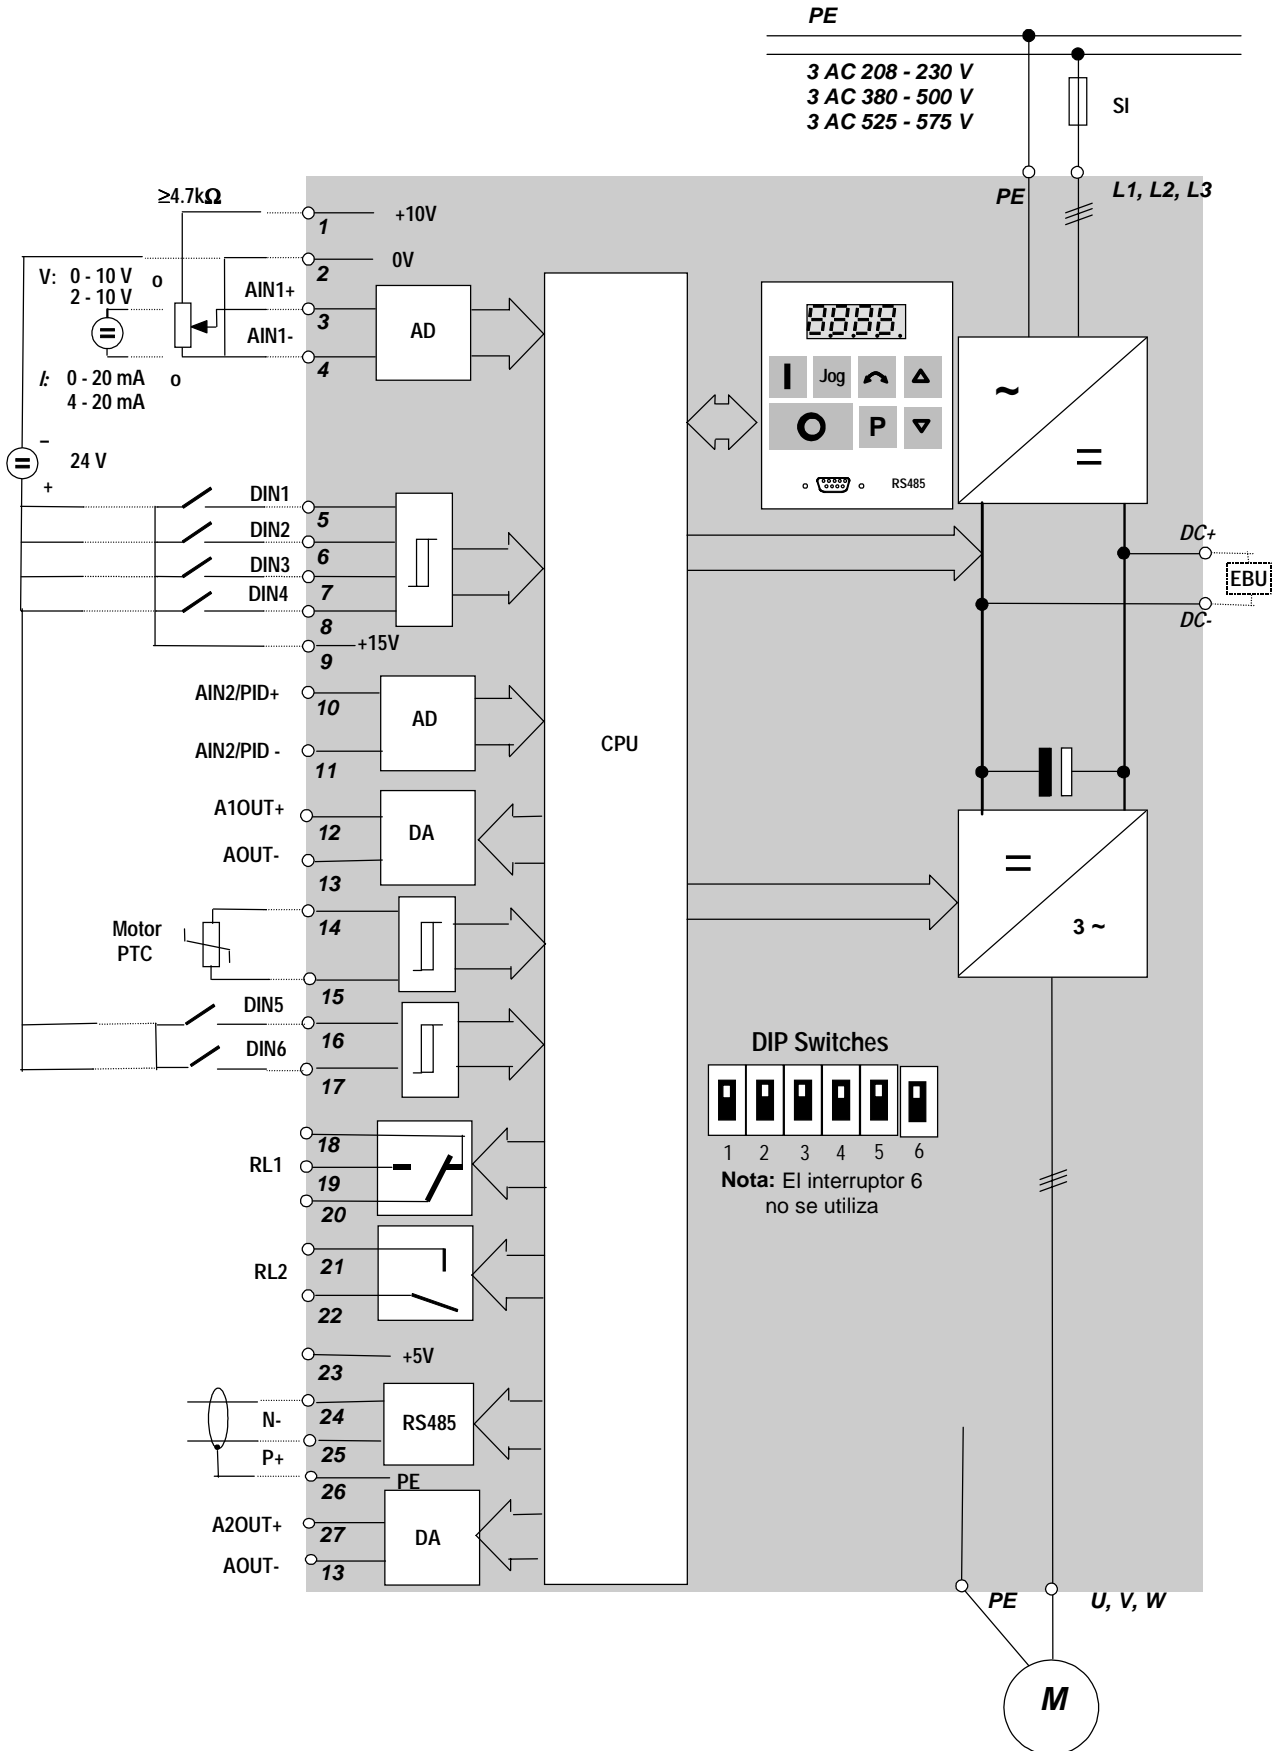 PE
3 AC 208 - 230 V
3 AC 380 - 500 V
3 AC 525 - 575 V
SI
PE
L1, L2, L3
≥4.7kΩ
1
+10V
2
0V
V: 0 - 10 V o
2 - 10 V
AIN1+
3
AD
AIN1-
4
I: 0 - 20 mA o
4 - 20 mA
–
24 V
+
Jog
P
RS485
~
=
DIN1
5
DIN2
6
DIN3
7
DIN4
8
+15V
9
DC+
EBU
DC-
AIN2/PID+
10
AD
AIN2/PID -
11
CPU
A1OUT+
12
DA
AOUT-
13
=
3 ~
Motor
PTC
14
15
DIN5
16
DIN6
17
DIP Switches
1 2 3 4 5 6
Nota: El interruptor 6
no se utiliza
18
RL1
19
20
21
RL2
22
23
+5V
24
N-
RS485
25
P+
26
PE
A2OUT+
27
DA
AOUT-
13
PE
U, V, W
M